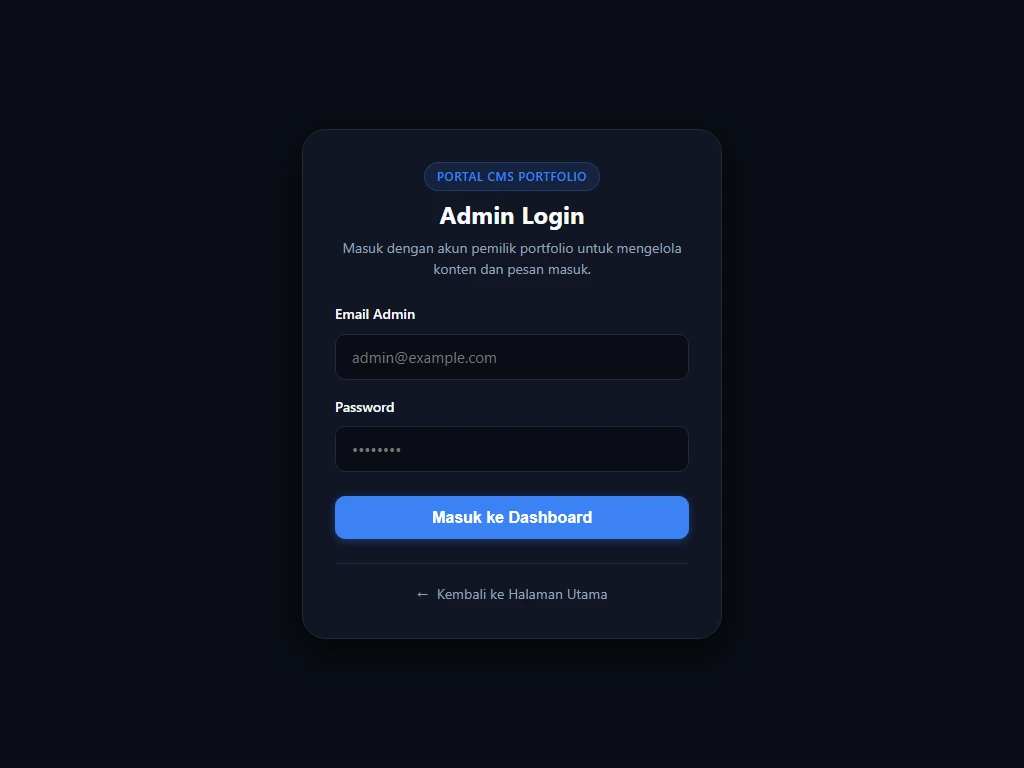 PORTAL CMS PORTFOLIO
Admin Login
Masuk dengan akun pemilik portfolio untuk mengelola
konten dan pesan masuk.
Email Admin
admin@example.com
Password
••••••••
Masuk ke Dashboard
← Kembali ke Halaman Utama